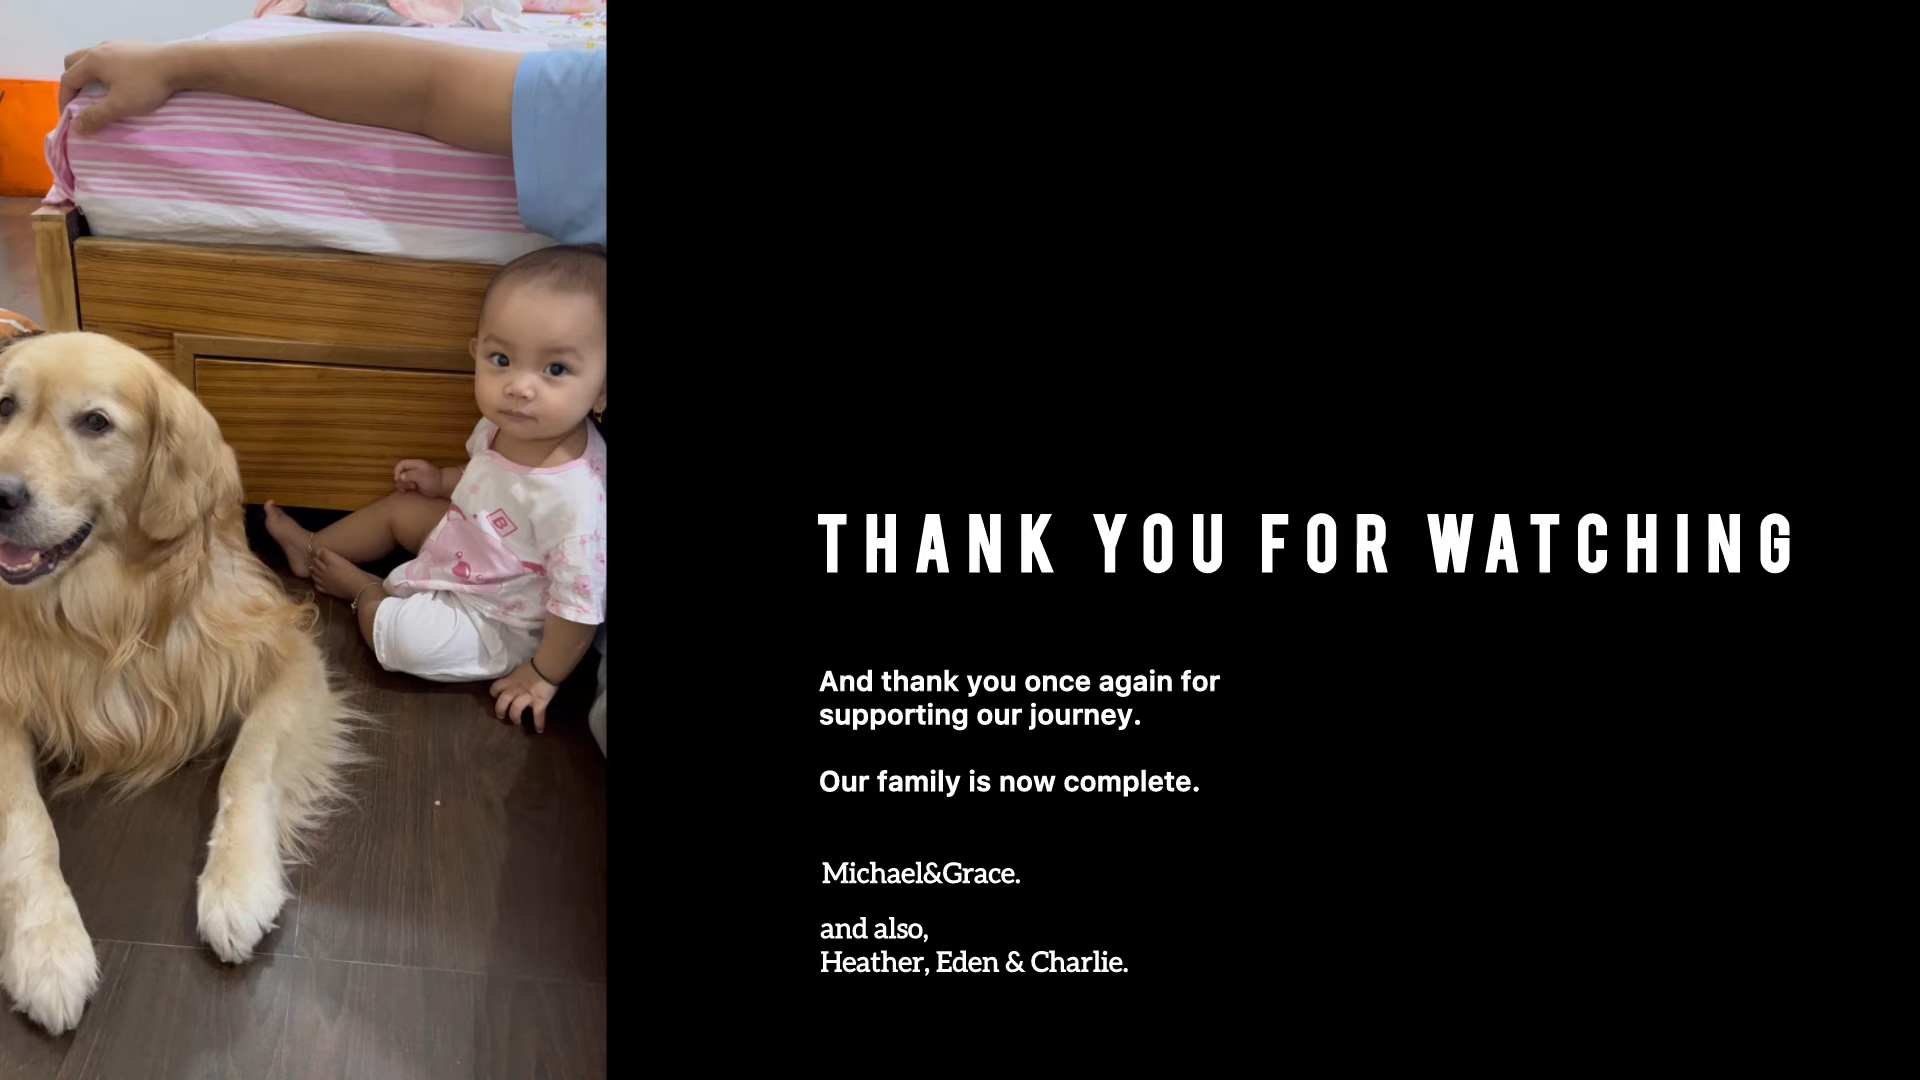 THANK YOU FOR WATCHING
And thank you once again for
supporting our journey.
Our family is now complete.
Michael&Grace.
and also,
Heather, Eden & Charlie.
B